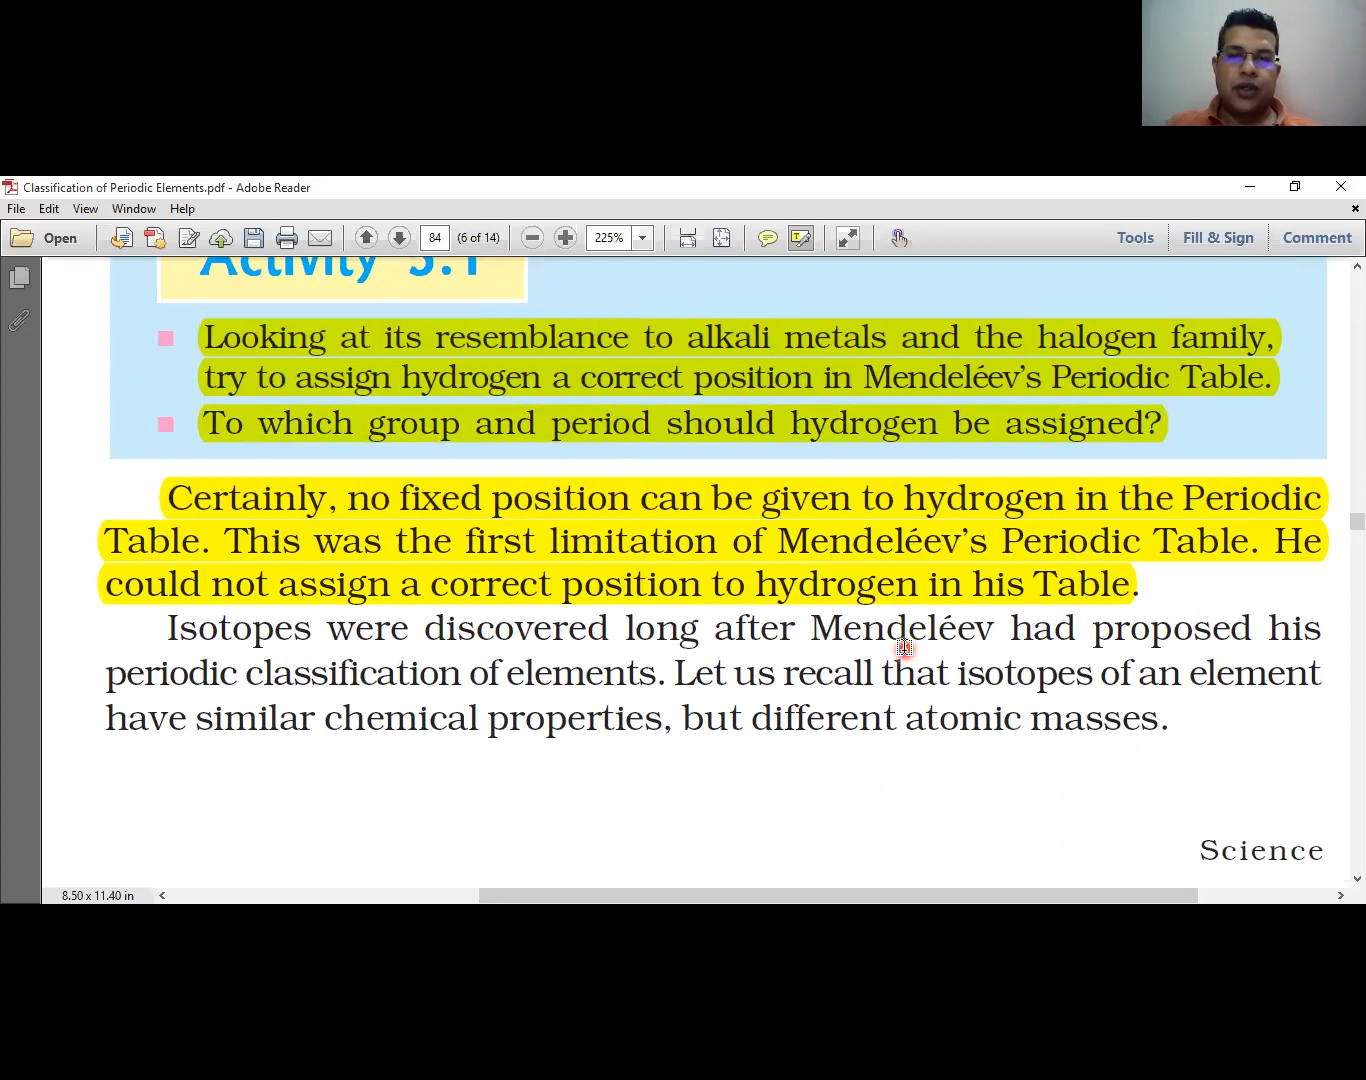 Classification of Periodic Elements.pdf - Adobe Reader
File Edit View Window Help
Open 84 (6 of 14) 225% Tools Fill & Sign Comment
Activity 5.1
Looking at its resemblance to alkali metals and the halogen family,
try to assign hydrogen a correct position in Mendeléev’s Periodic Table.
To which group and period should hydrogen be assigned?
Certainly, no fixed position can be given to hydrogen in the Periodic
Table. This was the first limitation of Mendeléev’s Periodic Table. He
could not assign a correct position to hydrogen in his Table.
Isotopes were discovered long after Mendeléev had proposed his
periodic classification of elements. Let us recall that isotopes of an element
have similar chemical properties, but different atomic masses.
Science
8.50 x 11.40 in